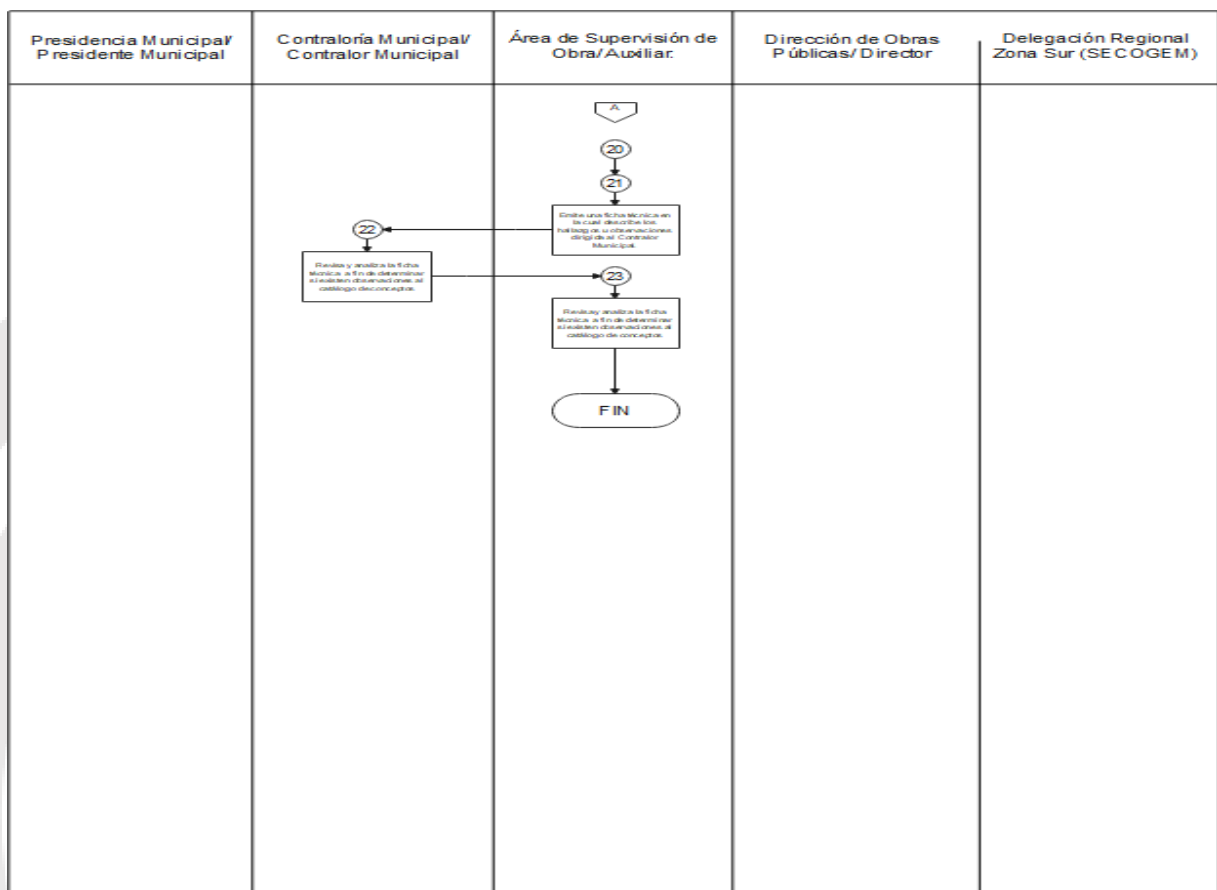 Presidencia Municipal/
Presidente Municipal
Contraloría Municipal/
Contralor Municipal
Área de Supervisión de
Obra/Auxiliar.
Dirección de Obras
Públicas/Director
Delegación Regional
Zona Sur (SECOGEM)
A
20
21
Emite una ficha técnica en
la cual describe los
hallazgos u observaciones
dirigida al Contralor
Municipal.
22
Revisa y analiza la ficha
técnica a fin de determinar
si existen observaciones al
catálogo de conceptos
23
Revisa y analiza la ficha
técnica a fin de determinar
si existen observaciones al
catálogo de conceptos
FIN